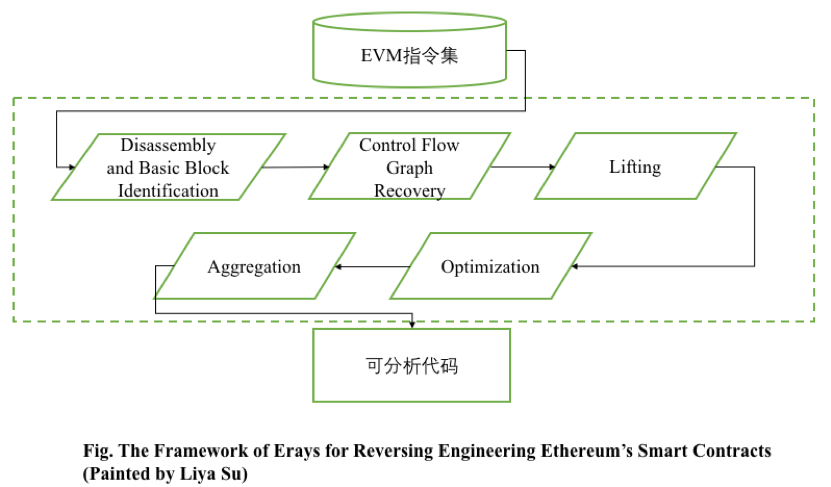 EVM指令集
Disassembly
and Basic Block
Identification
Control Flow
Graph
Recovery
Lifting
Optimization
Aggregation
可分析代码
Fig. The Framework of Erays for Reversing Engineering Ethereum’s Smart Contracts
(Painted by Liya Su)